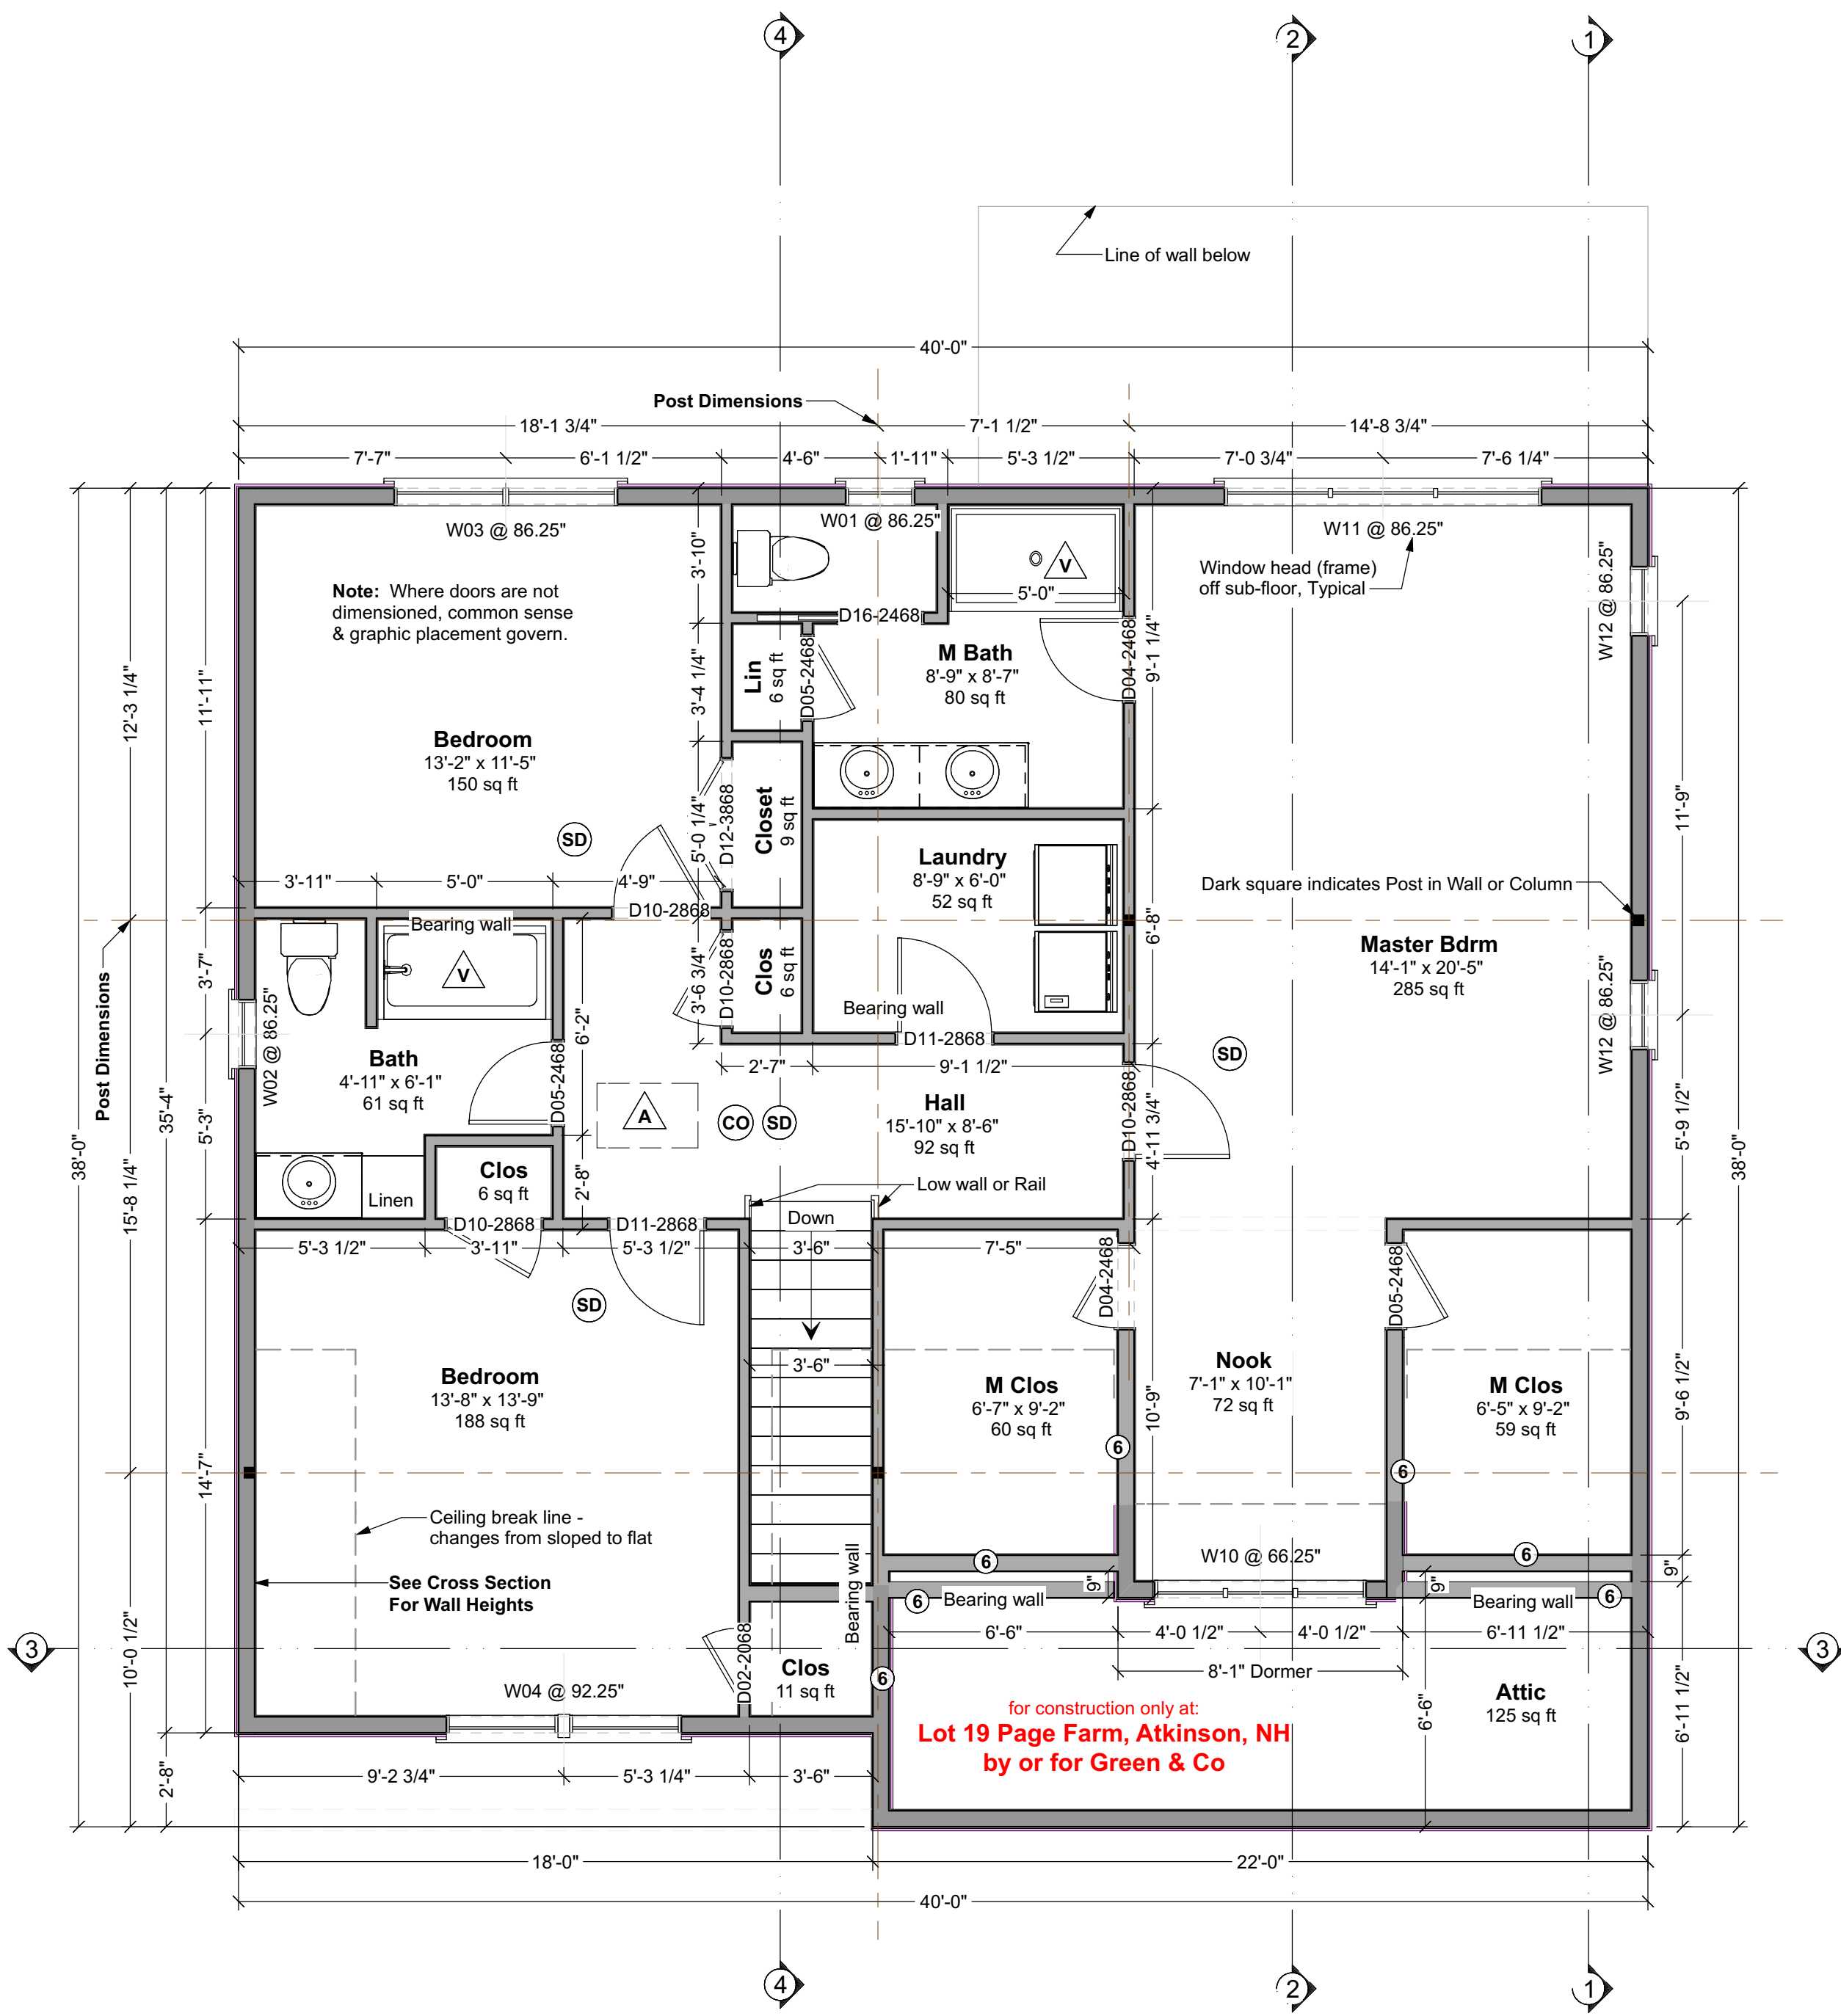 4
2
1
Line of wall below
40'-0"
Post Dimensions
18'-1 3/4"
7'-1 1/2"
14'-8 3/4"
7'-7"
6'-1 1/2"
4'-6"
1'-11"
5'-3 1/2"
7'-0 3/4"
7'-6 1/4"
W03 @ 86.25"
W01 @ 86.25"
W11 @ 86.25"
W12 @ 86.25"
Window head (frame)
off sub-floor, Typical
Note: Where doors are not
dimensioned, common sense
& graphic placement govern.
3'-10"
V
5'-0"
D16-2468
D04-2468
9'-1 1/4"
3'-4 1/4"
Lin
6 sq ft
D05-2468
M Bath
8'-9" x 8'-7"
80 sq ft
12'-3 1/4"
11'-11"
Bedroom
13'-2" x 11'-5"
150 sq ft
5'-0 1/4"
D12-3868
Closet
9 sq ft
SD
11'-9"
Laundry
8'-9" x 6'-0"
52 sq ft
Dark square indicates Post in Wall or Column
3'-11"
5'-0"
4'-9"
D10-2868
Bearing wall
V
3'-6 3/4"
D10-2868
Clos
6 sq ft
6'-8"
Master Bdrm
14'-1" x 20'-5"
285 sq ft
Post Dimensions
3'-7"
W02 @ 86.25"
Bearing wall
D11-2868
W12 @ 86.25"
SD
6'-2"
Bath
4'-11" x 6'-1"
61 sq ft
D05-2468
2'-7"
9'-1 1/2"
38'-0"
35'-4"
15'-8 1/4"
5'-3"
A
CO
SD
Hall
15'-10" x 8'-6"
92 sq ft
D10-2868
4'-11 3/4"
5'-9 1/2"
38'-0"
Clos
6 sq ft
Linen
2'-8"
Low wall or Rail
D10-2868
D11-2868
Down
5'-3 1/2"
3'-11"
5'-3 1/2"
3'-6"
7'-5"
D04-2468
D05-2468
SD
3'-6"
Bedroom
13'-8" x 13'-9"
188 sq ft
M Clos
6'-7" x 9'-2"
60 sq ft
Nook
7'-1" x 10'-1"
72 sq ft
M Clos
6'-5" x 9'-2"
59 sq ft
10'-9"
9'-6 1/2"
6
6
14'-7"
Ceiling break line -
changes from sloped to flat
See Cross Section
For Wall Heights
Bearing wall
6
W10 @ 66.25"
6
9"
9"
9"
6
Bearing wall
Bearing wall
6
3
6'-6"
4'-0 1/2"
4'-0 1/2"
6'-11 1/2"
3
10'-0 1/2"
D02-2068
Clos
11 sq ft
6
8'-1" Dormer
W04 @ 92.25"
6'-6"
Attic
125 sq ft
6'-11 1/2"
for construction only at:
Lot 19 Page Farm, Atkinson, NH
by or for Green & Co
2'-8"
9'-2 3/4"
5'-3 1/4"
3'-6"
18'-0"
22'-0"
40'-0"
4
2
1